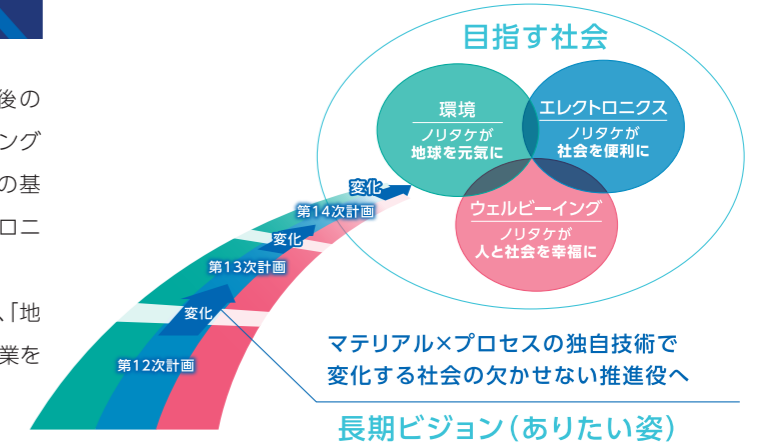 後の
ング
の基
ロニ
、「地
業を
目指す社会
環境
ノリタケが
地球を元気に
エレクトロニクス
ノリタケが
社会を便利に
ウェルビーイング
ノリタケが
人と社会を幸福に
変化
第14次計画
変化
第13次計画
変化
第12次計画
マテリアル×プロセスの独自技術で
変化する社会の欠かせない推進役へ
長期ビジョン(ありたい姿)